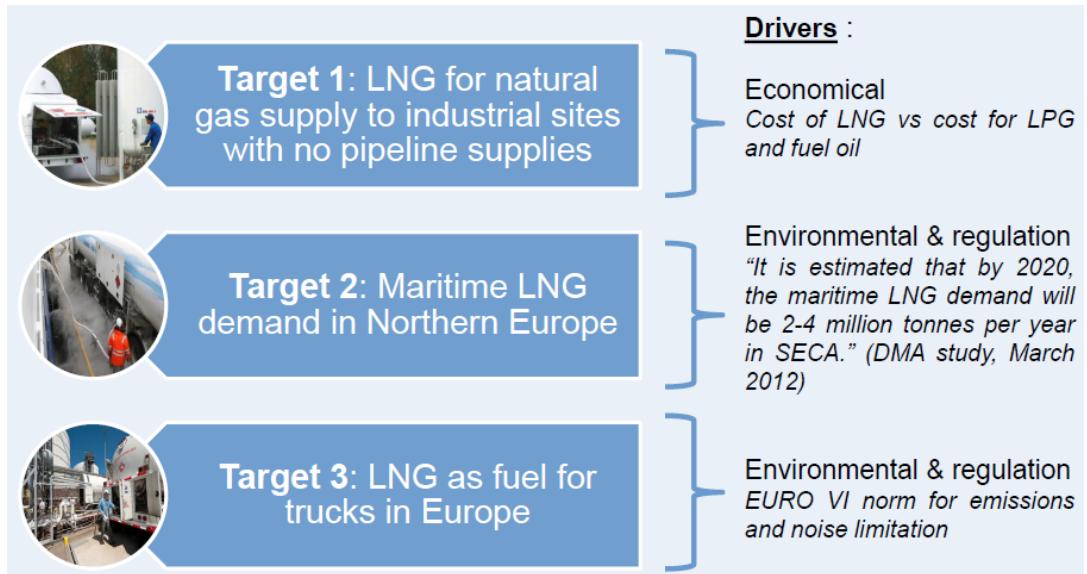 Drivers :
Target 1: LNG for natural
gas supply to industrial sites
with no pipeline supplies
Economical
Cost of LNG vs cost for LPG
and fuel oil
Target 2: Maritime LNG
demand in Northern Europe
Environmental & regulation
“It is estimated that by 2020,
the maritime LNG demand will
be 2-4 million tonnes per year
in SECA.” (DMA study, March
2012)
Target 3: LNG as fuel for
trucks in Europe
Environmental & regulation
EURO VI norm for emissions
and noise limitation